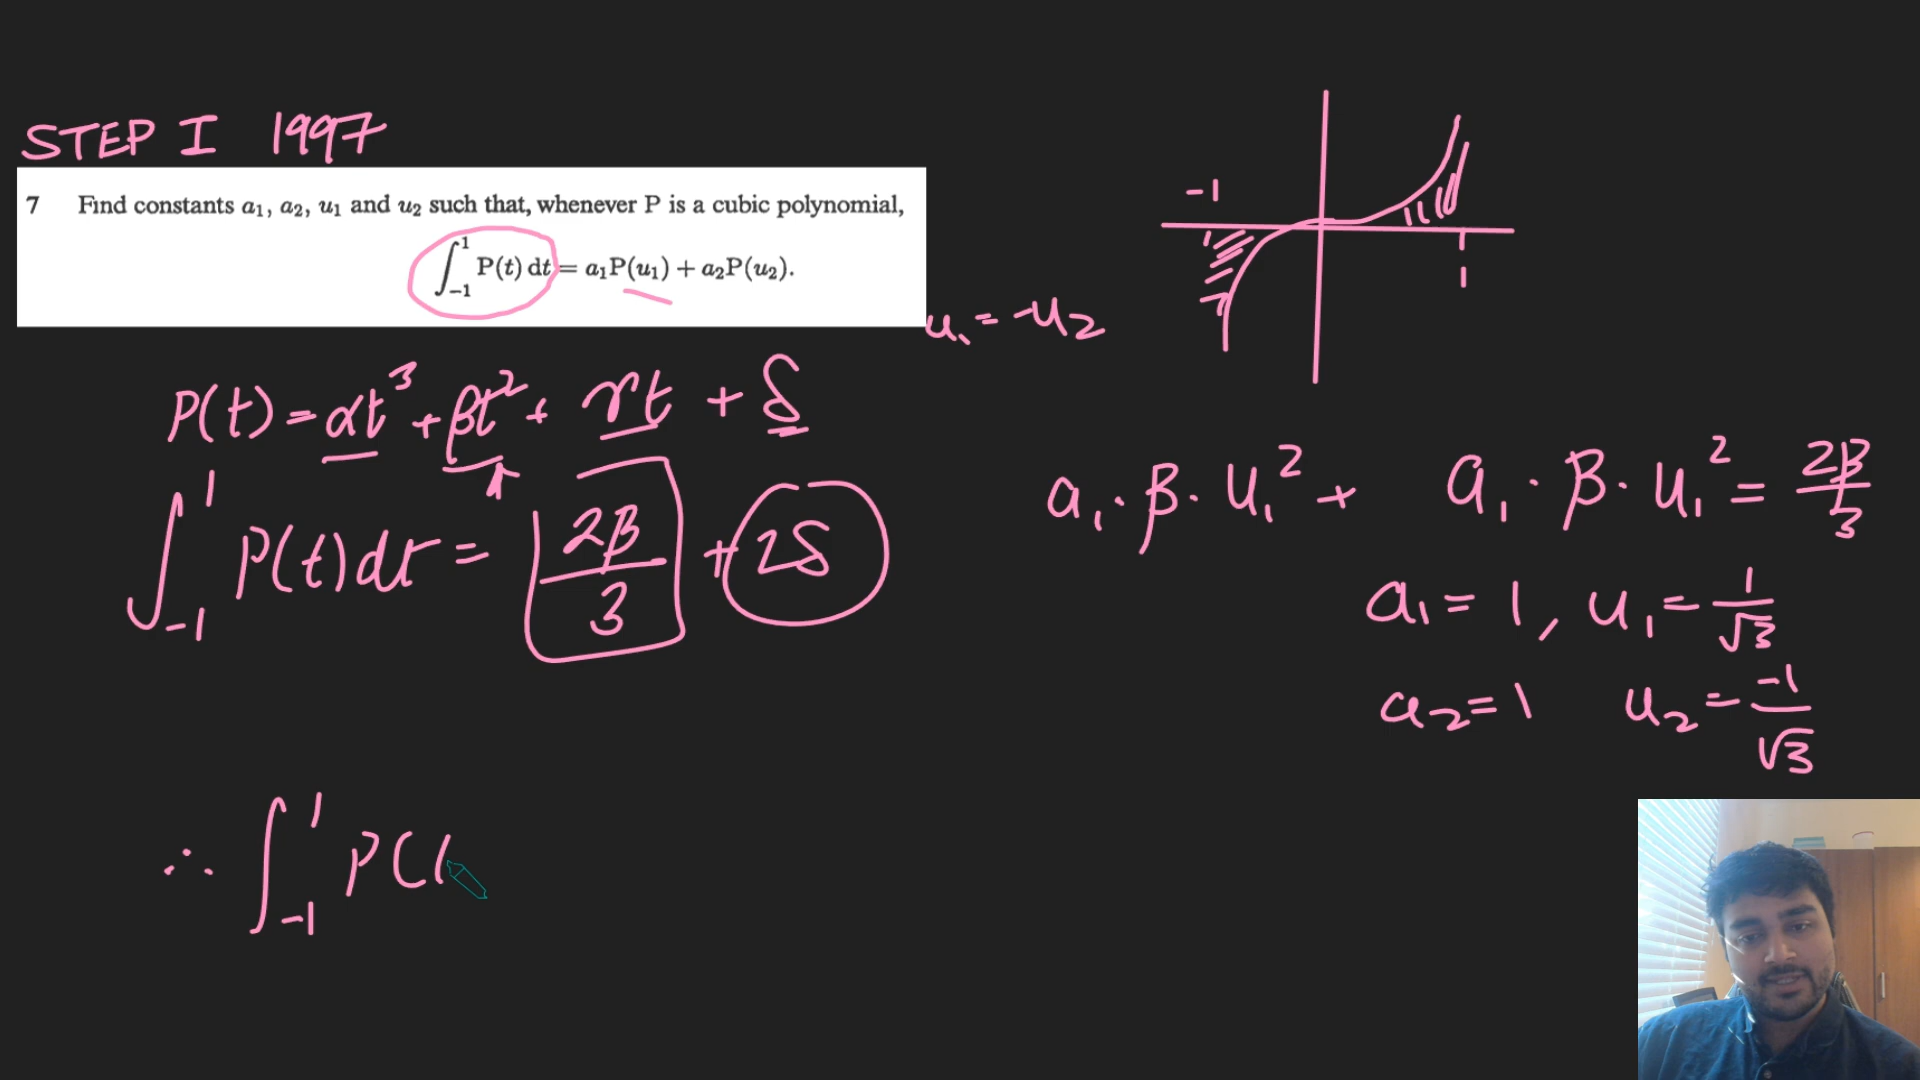 STEP I 1997
7 Find constants a₁, a₂, u₁ and u₂ such that, whenever P is a cubic polynomial,
∫₋₁¹ P(t) dt = a₁P(u₁) + a₂P(u₂).
-1
1
u₁ = -u₂
P(t) = αt³ + βt² + γt + δ
∫₋₁¹ P(t)dt = 2β/3 + 2δ
a₁·β·u₁² + a₁·β·u₁² = 2β/3
a₁ = 1, u₁ = 1/√3
a₂ = 1 u₂ = -1/√3
∴ ∫₋₁¹ P(